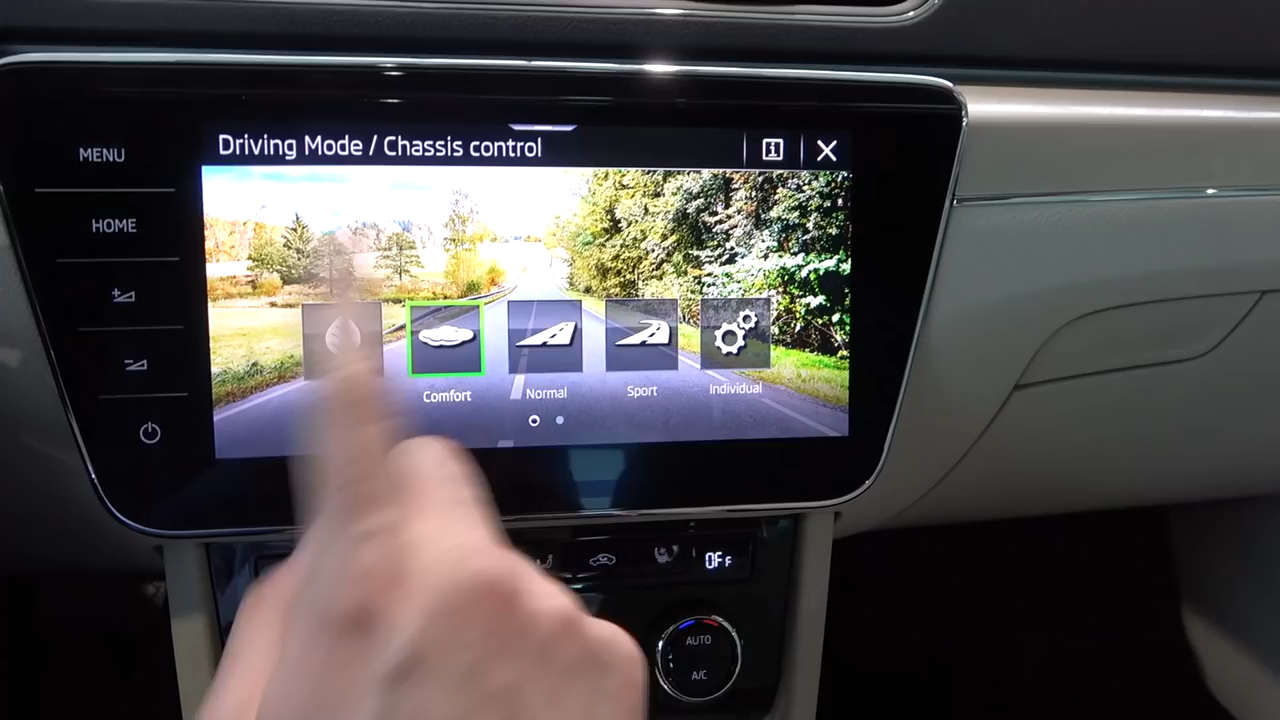 MENU
HOME
Driving Mode / Chassis control
i
Comfort
Normal
Sport
Individual
OFF
AUTO
A/C